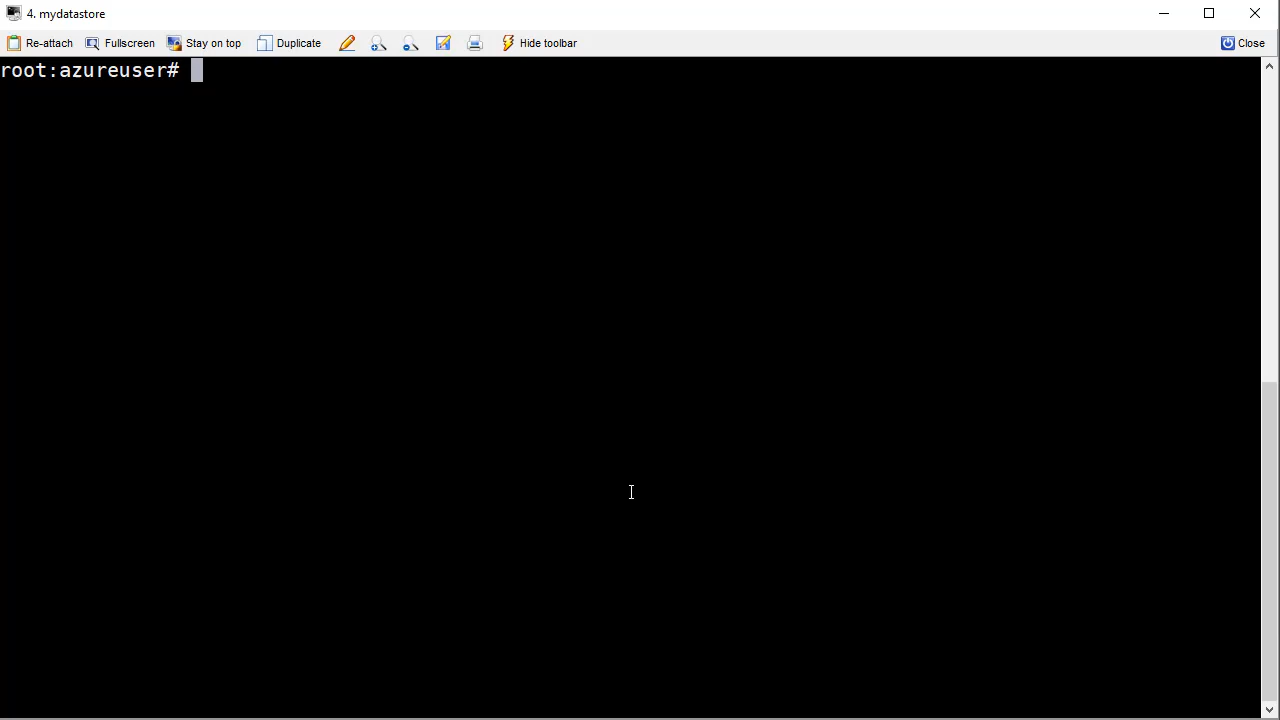 4. mydatastore
Re-attach Fullscreen Stay on top Duplicate Hide toolbar Close
root:azureuser#